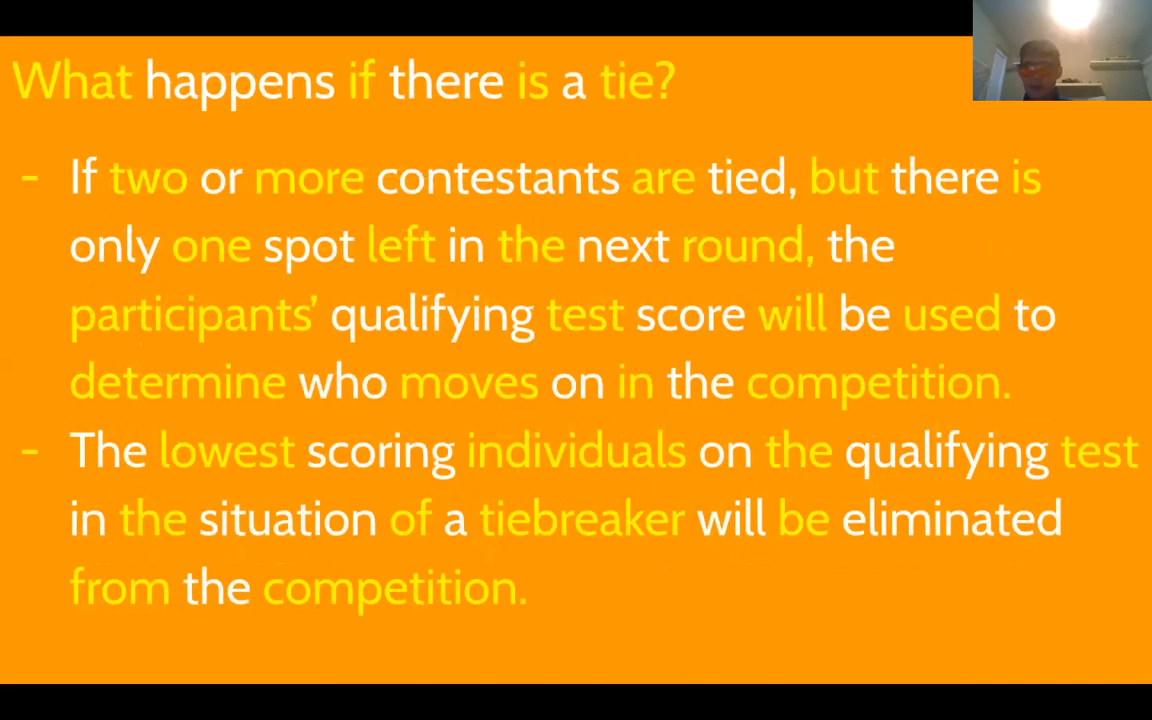 What happens if there is a tie?
- If two or more contestants are tied, but there is
only one spot left in the next round, the
participants’ qualifying test score will be used to
determine who moves on in the competition.
- The lowest scoring individuals on the qualifying test
in the situation of a tiebreaker will be eliminated
from the competition.